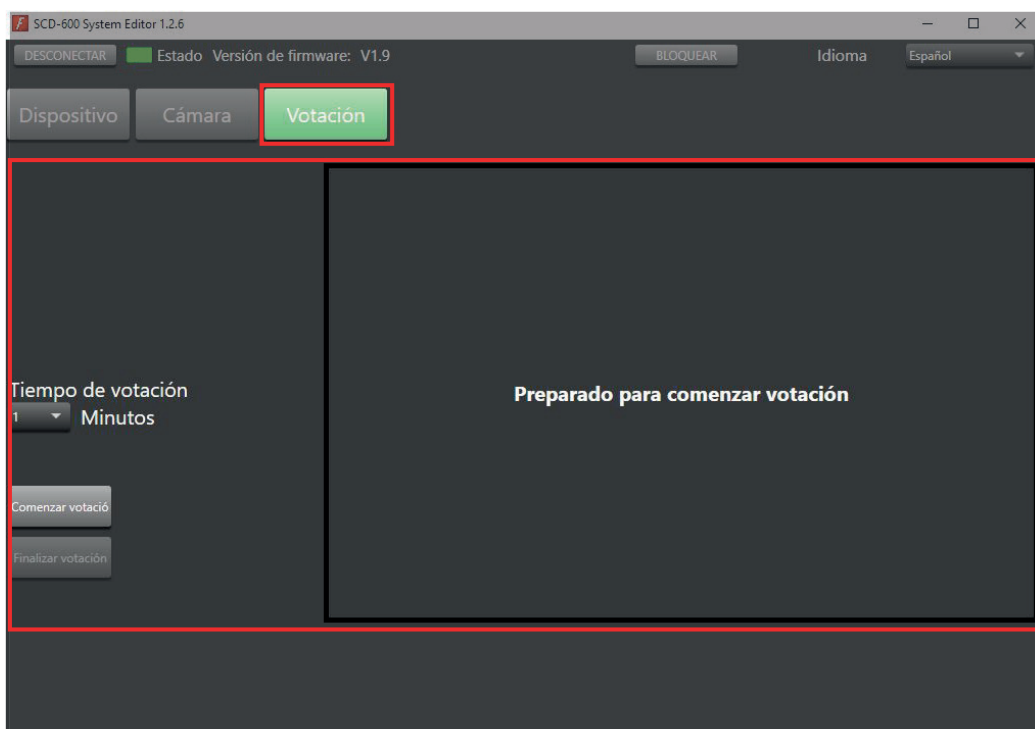 SCD-600 System Editor 1.2.6
DESCONECTAR Estado Versión de firmware: V1.9 BLOQUEAR Idioma Español
Dispositivo Cámara Votación
Tiempo de votación
1 Minutos
Preparado para comenzar votación
Comenzar votació
Finalizar votación